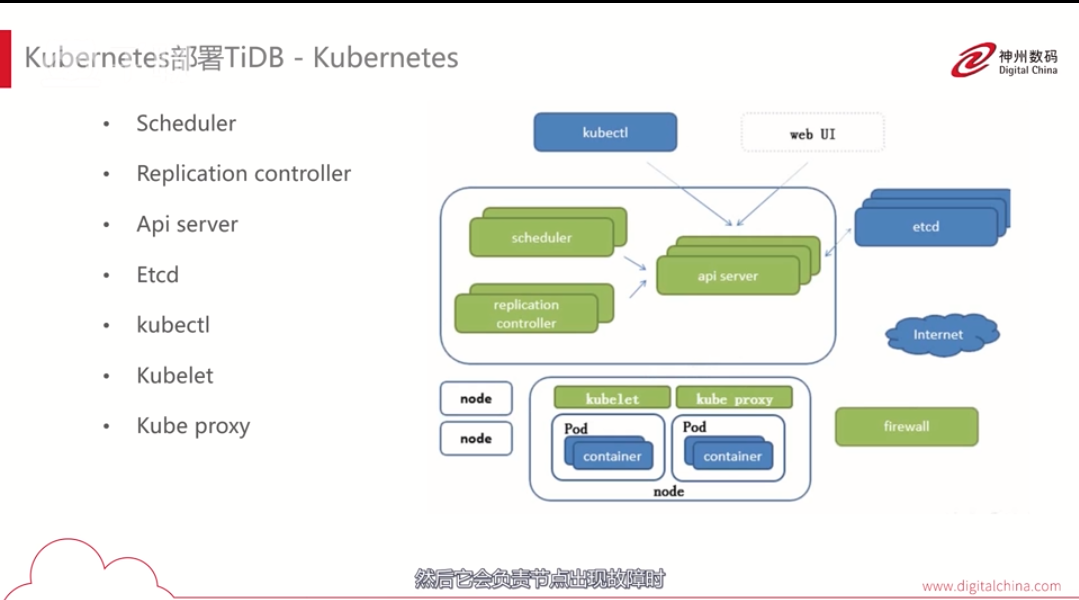 Kubernetes部署TiDB - Kubernetes
神州数码
Digital China
• Scheduler
• Replication controller
• Api server
• Etcd
• kubectl
• Kubelet
• Kube proxy
kubectl
web UI
scheduler
api server
etcd
replication
controller
Internet
node
node
kubelet
kube proxy
Pod
container
Pod
container
node
firewall
然后它会负责节点出现故障时
www.digitalchina.com